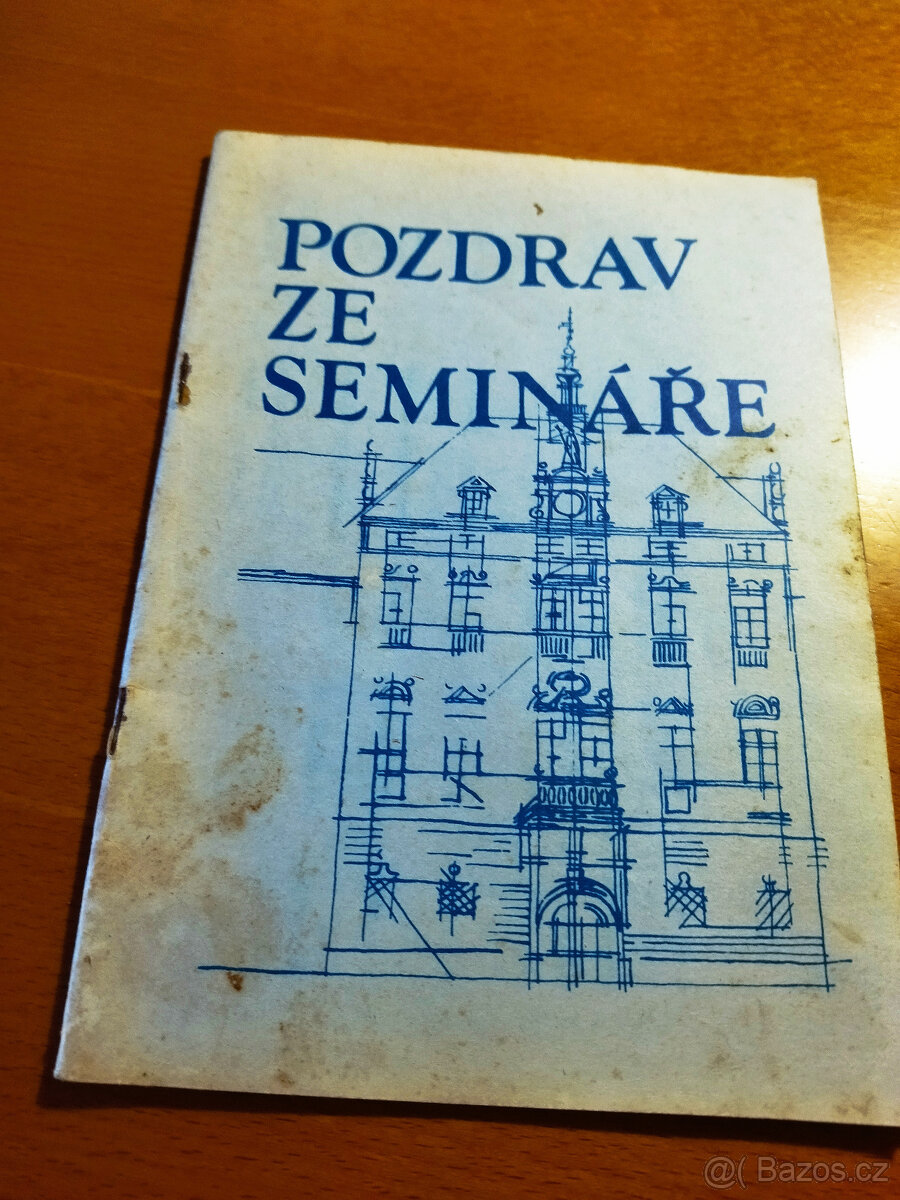 POZDRAV
ZE
SEMINÁŘE
@( Bazos.cz